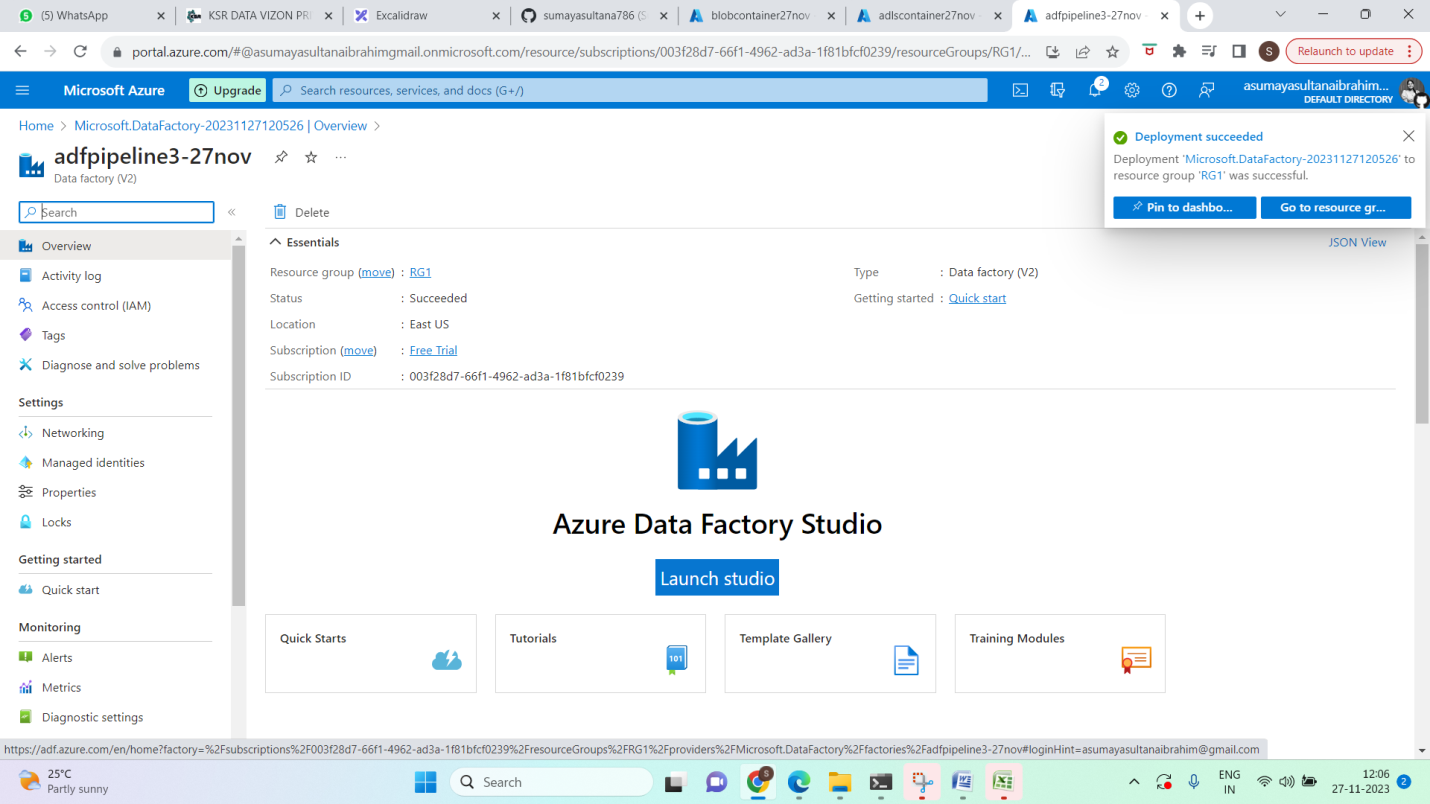 (5) WhatsApp
KSR DATA VIZON PR
Excalidraw
sumayasultana786 (S
blobcontainer27nov
adlscontainer27nov -
adfpipeline3-27nov -
portal.azure.com/#@asumayasultanaibrahimgmail.onmicrosoft.com/resource/subscriptions/003f28d7-66f1-4962-ad3a-1f81bfcf0239/resourceGroups/RG1/...
S
Relaunch to update
Microsoft Azure
Upgrade
Search resources, services, and docs (G+/)
2
asumayasultanaibrahim...
DEFAULT DIRECTORY
Home > Microsoft.DataFactory-20231127120526 | Overview >
adfpipeline3-27nov
Data factory (V2)
Deployment succeeded
Deployment 'Microsoft.DataFactory-20231127120526' to
resource group 'RG1' was successful.
Pin to dashbo...
Go to resource gr...
Search
«
Delete
Overview
Activity log
Access control (IAM)
Tags
Diagnose and solve problems
Settings
Networking
Managed identities
Properties
Locks
Getting started
Quick start
Monitoring
Alerts
Metrics
Diagnostic settings
Essentials
JSON View
Resource group (move) : RG1
Status : Succeeded
Location : East US
Subscription (move) : Free Trial
Subscription ID : 003f28d7-66f1-4962-ad3a-1f81bfcf0239
Type : Data factory (V2)
Getting started : Quick start
Azure Data Factory Studio
Launch studio
Quick Starts
Tutorials
101
Template Gallery
Training Modules
https://adf.azure.com/en/home?factory=%2Fsubscriptions%2F003f28d7-66f1-4962-ad3a-1f81bfcf0239%2FresourceGroups%2FRG1%2Fproviders%2FMicrosoft.DataFactory%2Ffactories%2Fadfpipeline3-27nov#loginHint=asumayasultanaibrahim@gmail.com
25°C
Partly sunny
Search
S
ENG
IN
12:06
27-11-2023
2